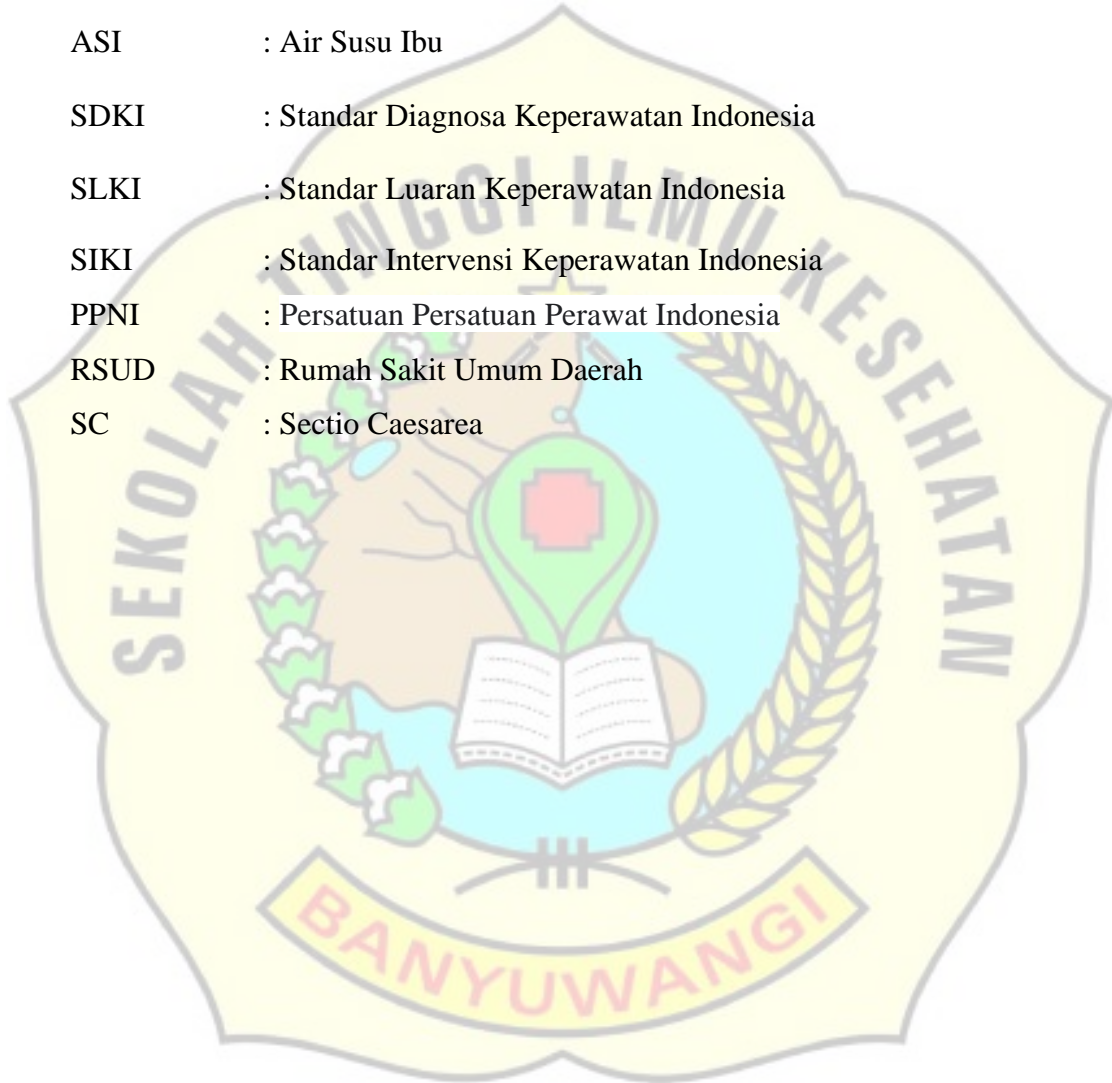 ASI : Air Susu Ibu
SDKI : Standar Diagnosa Keperawatan Indonesia
SLKI : Standar Luaran Keperawatan Indonesia
SIKI : Standar Intervensi Keperawatan Indonesia
PPNI : Persatuan Persatuan Perawat Indonesia
RSUD : Rumah Sakit Umum Daerah
SC : Sectio Caesarea
SEKOLAH TINGGI ILMU KESEHATAN
BANYUWANGI